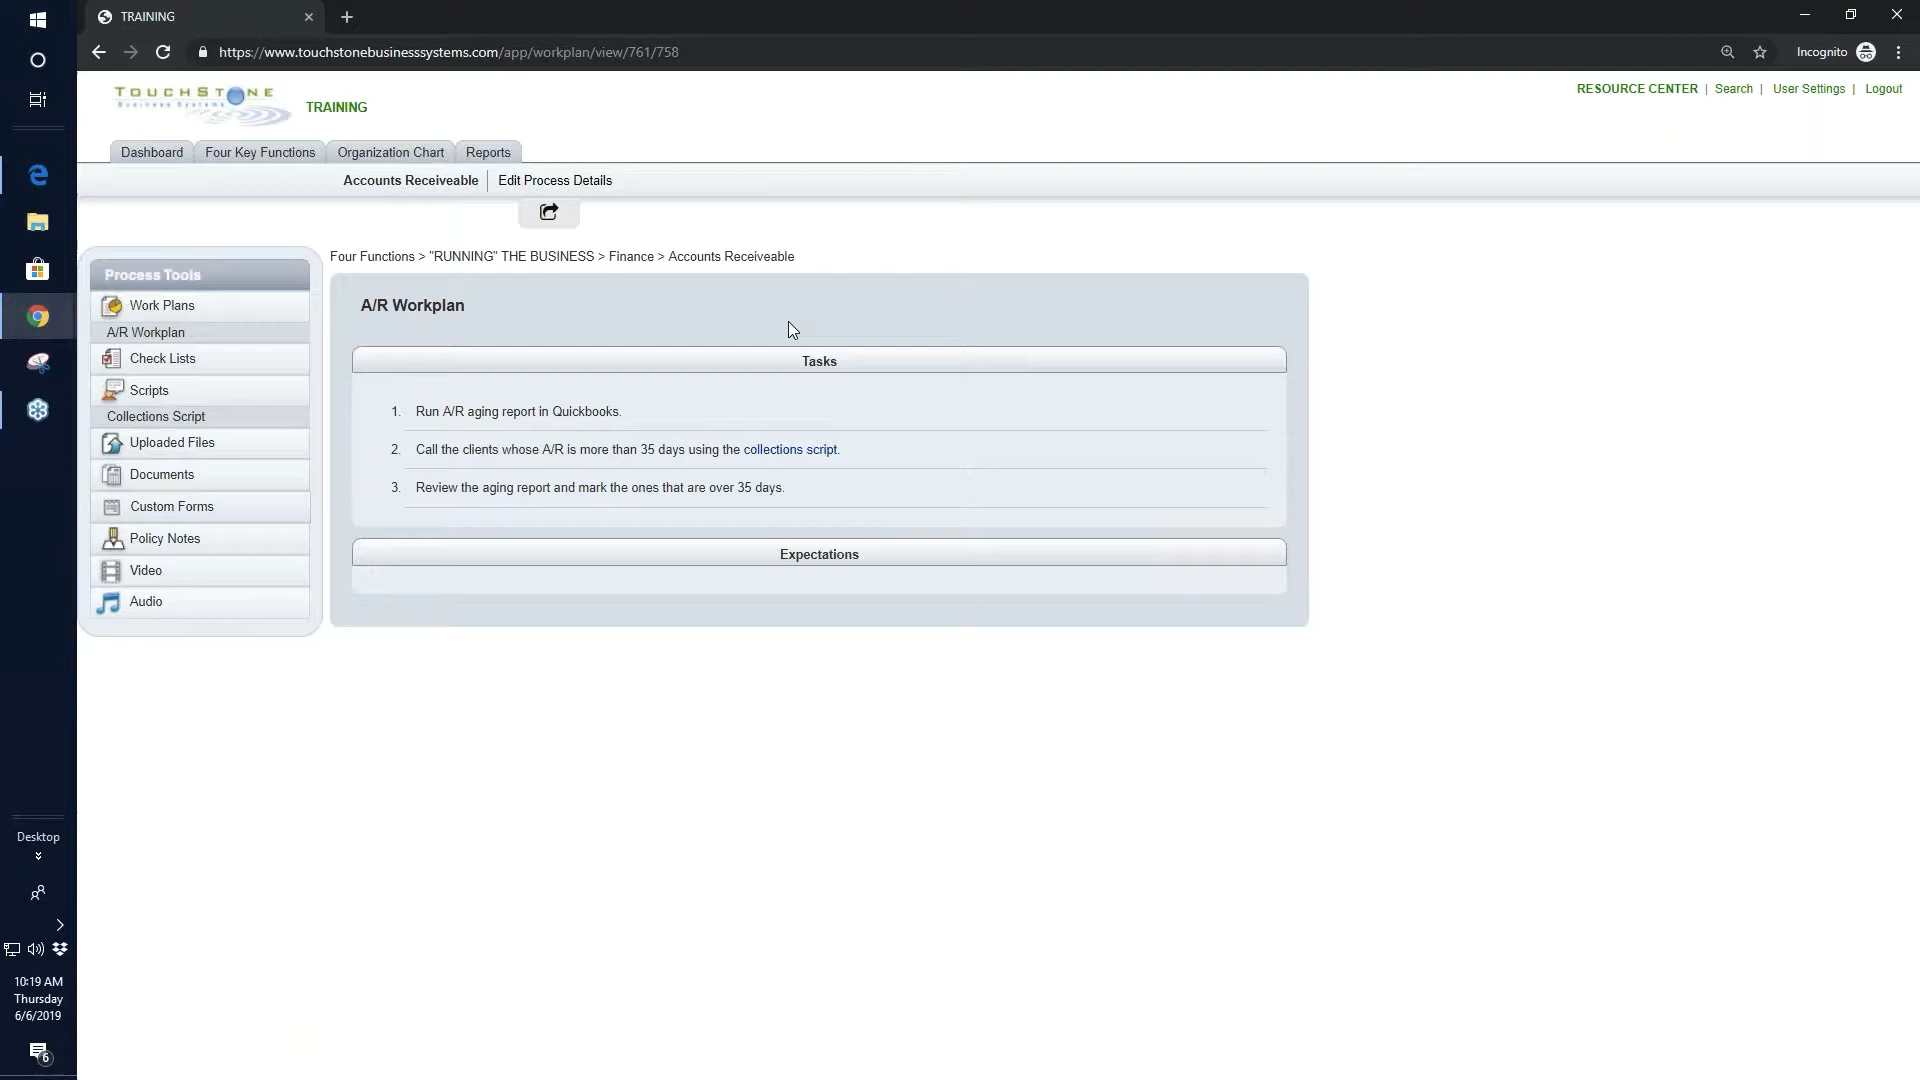 TRAINING
https://www.touchstonebusinesssystems.com/app/workplan/view/761/758
Incognito
TOUCHSTONE
Business Systems
TRAINING
RESOURCE CENTER | Search | User Settings | Logout
Dashboard
Four Key Functions
Organization Chart
Reports
Accounts Receiveable
Edit Process Details
Four Functions > "RUNNING" THE BUSINESS > Finance > Accounts Receiveable
Process Tools
Work Plans
A/R Workplan
Check Lists
Scripts
Collections Script
Uploaded Files
Documents
Custom Forms
Policy Notes
Video
Audio
A/R Workplan
Tasks
1. Run A/R aging report in Quickbooks.
2. Call the clients whose A/R is more than 35 days using the collections script.
3. Review the aging report and mark the ones that are over 35 days.
Expectations
Desktop
10:19 AM
Thursday
6/6/2019
6